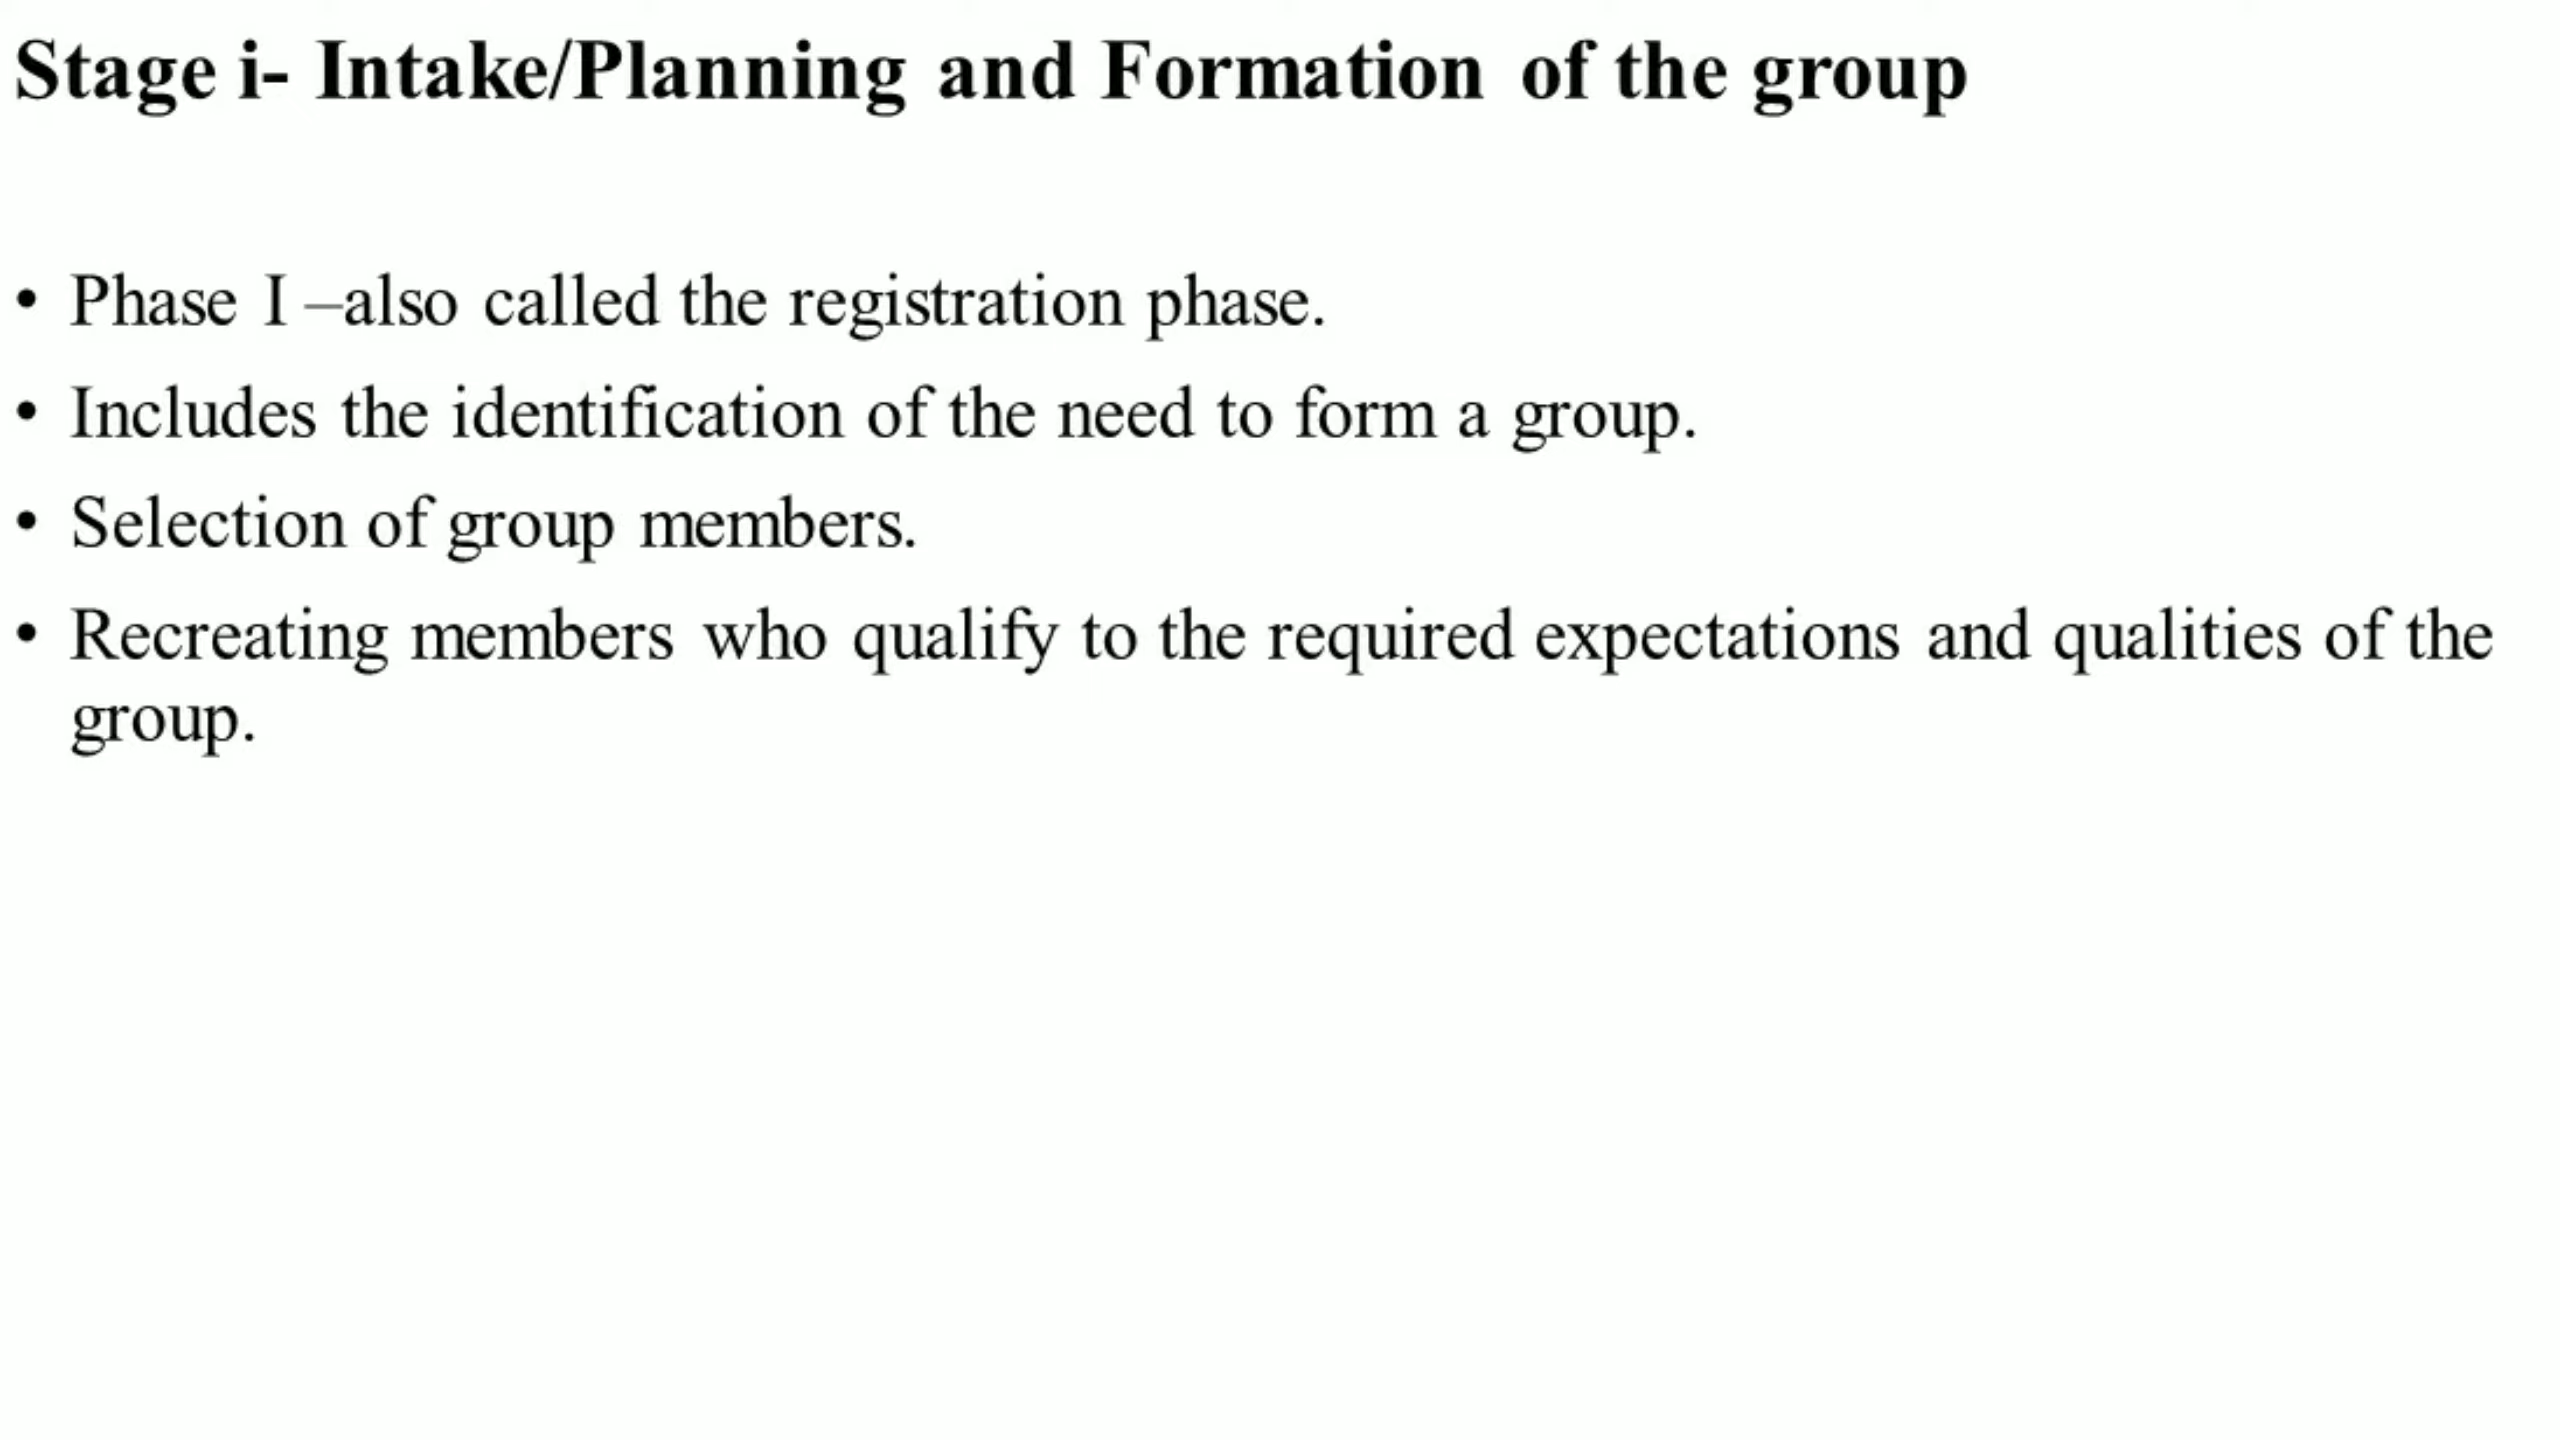 Stage i- Intake/Planning and Formation of the group
• Phase I –also called the registration phase.
• Includes the identification of the need to form a group.
• Selection of group members.
• Recreating members who qualify to the required expectations and qualities of the
group.